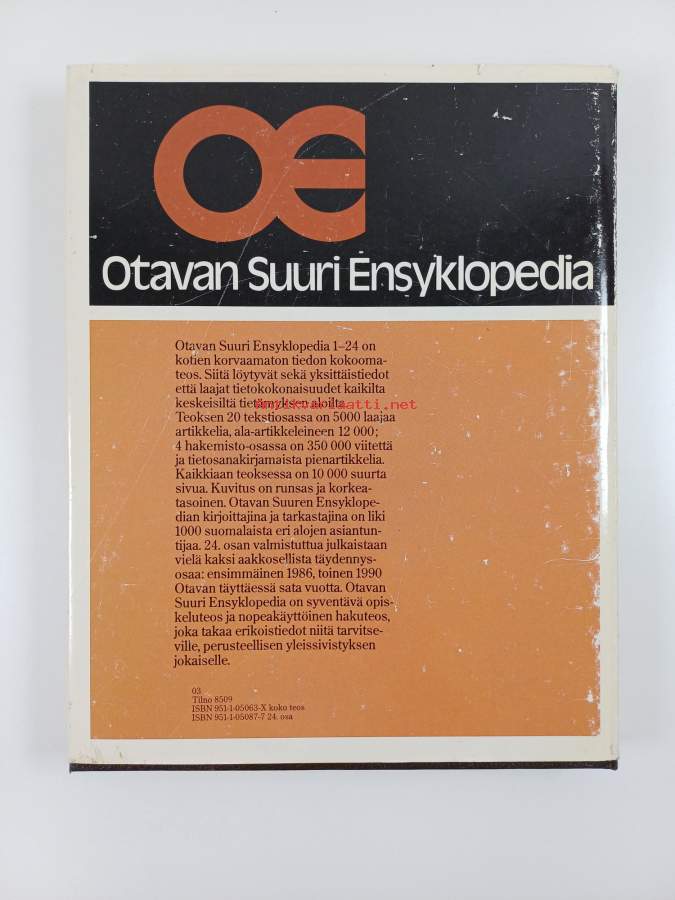 OE
Otavan Suuri Ensyklopedia
Otavan Suuri Ensyklopedia 1–24 on
kotien korvaamaton tiedon kokooma-
teos. Siitä löytyvät sekä yksittäistiedot
että laajat tietokokonaisuudet kaikilta
keskeisiltä tietämyksen aloilta.
antikvariaatti.net
Teoksen 20 tekstiosassa on 5000 laajaa
artikkelia, ala-artikkeleineen 12 000;
4 hakemisto-osassa on 350 000 viitettä
ja tietosanakirjamaista pienartikkelia.
Kaikkiaan teoksessa on 10 000 suurta
sivua. Kuvitus on runsas ja korkea-
tasoinen. Otavan Suuren Ensyklope-
dian kirjoittajina ja tarkastajina on liki
1000 suomalaista eri alojen asiantun-
tijaa. 24. osan valmistuttua julkaistaan
vielä kaksi aakkosellista täydennys-
osaa: ensimmäinen 1986, toinen 1990
Otavan täyttäessä sata vuotta. Otavan
Suuri Ensyklopedia on syventävä opis-
keluteos ja nopeakäyttöinen hakuteos,
joka takaa erikoistiedot niitä tarvitse-
ville, perusteellisen yleissivistyksen
jokaiselle.
03
Tilno 8509
ISBN 951-1-05063-X koko teos
ISBN 951-1-05087-7 24. osa